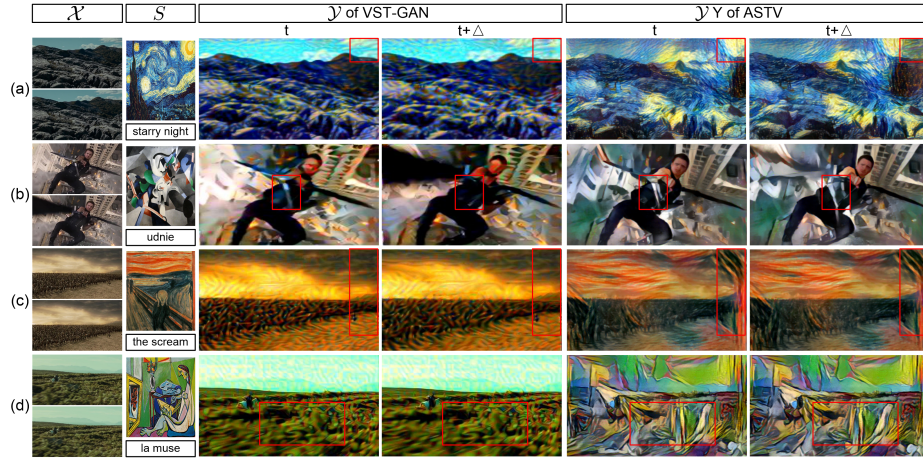 𝒳 S 𝒴 of VST-GAN 𝒴 Y of ASTV
t t+△ t t+△
(a)
starry night
(b)
udnie
(c)
the scream
(d)
la muse